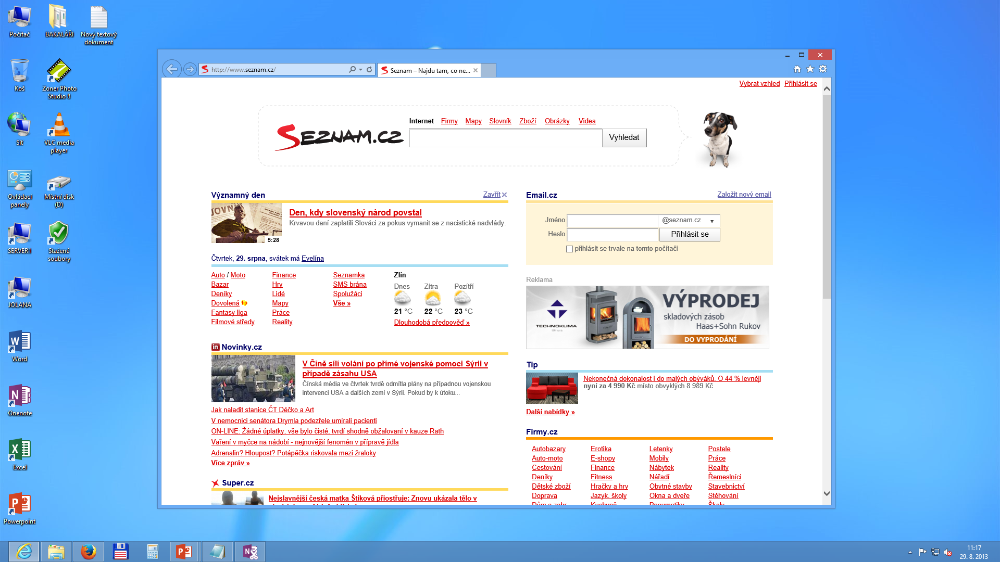 Počítač
BAKALÁŘI
Nový textový
dokument
Koš
Zoner Photo
Studio 8
Síť
VLC media
player
Ovládací
panely
Místní disk
(D)
SERVER1
Stažené
soubory
JOLANA
Word
Onenote
Excel
Powerpoint
http://www.seznam.cz/
Seznam – Najdu tam, co ne...
Vybrat vzhled Přihlásit se
Internet Firmy Mapy Slovník Zboží Obrázky Videa
SEZNAM.CZ
Vyhledat
Významný den
Zavřít
Den, kdy slovenský národ povstal
Krvavou daní zaplatili Slováci za pokus vymanit se z nacistické nadvlády.
5:28
Čtvrtek, 29. srpna, svátek má Evelína
Auto / Moto
Bazar
Deníky
Dovolená tip
Fantasy liga
Filmové středy
Finance
Hry
Lidé
Mapy
Práce
Reality
Seznamka
SMS brána
Spolužáci
Vše »
Zlín
Dnes Zítra Pozítří
21 °C 22 °C 23 °C
Dlouhodobá předpověď »
Novinky.cz
V Číně sílí volání po přímé vojenské pomoci Sýrii v
případě zásahu USA
Čínská média ve čtvrtek tvrdě odmítla plány na případnou vojenskou
intervenci USA a dalších zemí v Sýrii. Pokud by k útoku...
Jak naladit stanice ČT Déčko a Art
V nemocnici senátora Drymla podezřele umírali pacienti
ON-LINE: Žádné úplatky, vše bylo čisté, tvrdí shodně obžalovaní v kauze Rath
Vaření v myčce na nádobí - nejnovější fenomén v přípravě jídla
Adrenalin? Hloupost? Potápěčka riskovala mezi žraloky
Více zpráv »
Super.cz
Nejslavnější česká matka Štiková přiostřuje: Znovu ukázala tělo v
Email.cz
Založit nový email
Jméno
@seznam.cz
Heslo
Přihlásit se
přihlásit se trvale na tomto počítači
Reklama
TECHNOKLIMA
VÝPRODEJ
skladových zásob
Haas+Sohn Rukov
DO VYPRODÁNÍ
Tip
Nekonečná dokonalost i do malých obýváků. O 44 % levněji
nyní za 4 990 Kč místo obvyklých 8 989 Kč
Další nabídky »
Firmy.cz
Autobazary
Auto-moto
Cestování
Deníky
Dětské zboží
Doprava
Erotika
E-shopy
Finance
Fitness
Hračky a hry
Jazyk. školy
Letenky
Mobily
Nábytek
Nářadí
Obytné stavby
Okna a dveře
Postele
Práce
Reality
Řemeslníci
Stavebnictví
Stěhování
11:17
29. 8. 2013